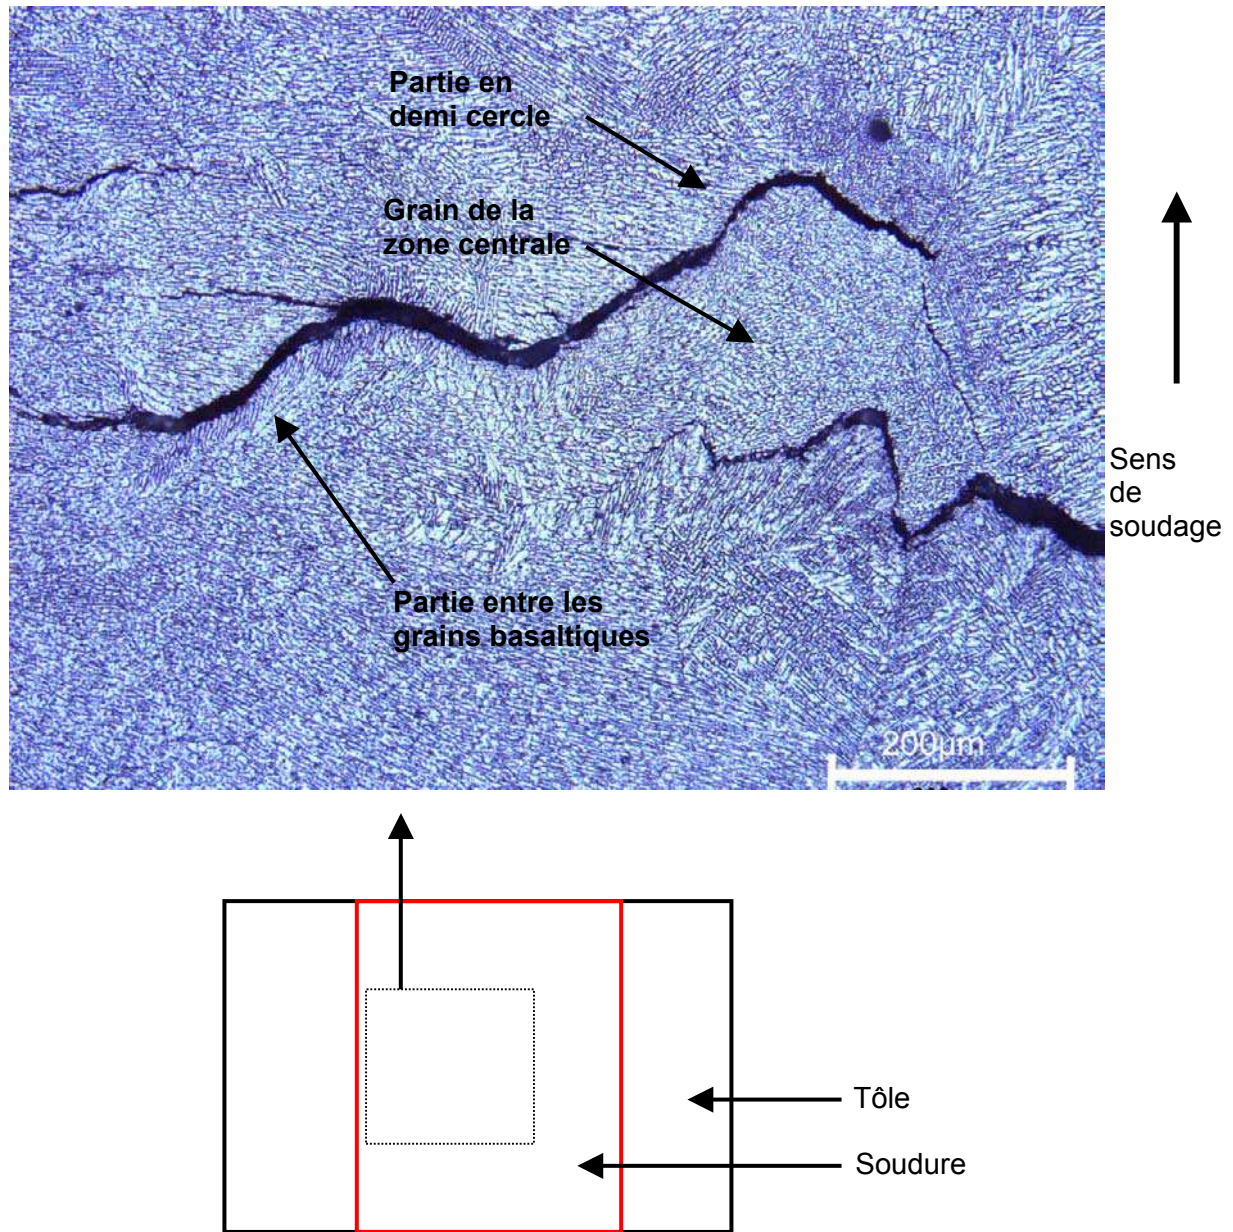 Partie en
demi cercle
Grain de la
zone centrale
Partie entre les
grains basaltiques
200µm
Sens
de
soudage
Tôle
Soudure